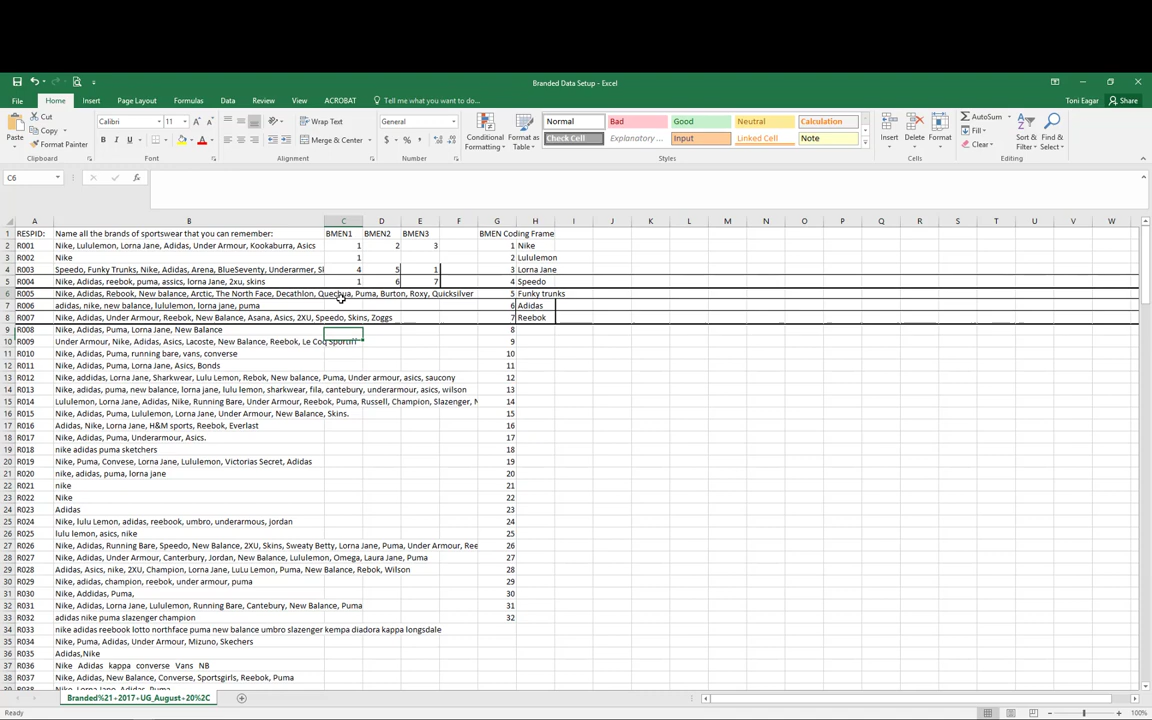 Branded Data Setup - Excel
Toni Eagar Share
File Home Insert Page Layout Formulas Data Review View ACROBAT Tell me what you want to do...
Paste Cut Copy Format Painter Clipboard
Calibri 11 A A B I U A Font
Wrap Text Merge & Center Alignment
General $ % , Number
Conditional Formatting Format as Table
Normal Bad Good Neutral Calculation
Check Cell Explanatory ... Input Linked Cell Note
Styles
Insert Delete Format Cells
AutoSum Fill Clear Sort & Filter Find & Select Editing
C6 fx
A B C D E F G H I J K L M N O P Q R S T U V W
1 RESPID: Name all the brands of sportswear that you can remember: BMEN1 BMEN2 BMEN3 BMEN Coding Frame
2 R001 Nike, Lululemon, Lorna Jane, Adidas, Under Armour, Kookaburra, Asics 1 2 3 1 Nike
3 R002 Nike 1 2 Lululemon
4 R003 Speedo, Funky Trunks, Nike, Adidas, Arena, BlueSeventy, Underarmer, Sk 4 5 1 3 Lorna Jane
5 R004 Nike, Adidas, reebok, puma, assics, lorna Jane, 2xu, skins 1 6 7 4 Speedo
6 R005 Nike, Adidas, Rebook, New balance, Arctic, The North Face, Decathlon, Quechua, Puma, Burton, Roxy, Quicksilver 5 Funky trunks
7 R006 adidas, nike, new balance, lululemon, lorna jane, puma 6 Adidas
8 R007 Nike, Adidas, Under Armour, Reebok, New Balance, Asana, Asics, 2XU, Speedo, Skins, Zoggs 7 Reebok
9 R008 Nike, Adidas, Puma, Lorna Jane, New Balance 8
10 R009 Under Armour, Nike, Adidas, Asics, Lacoste, New Balance, Reebok, Le Coq Sportiff 9
11 R010 Nike, Adidas, Puma, running bare, vans, converse 10
12 R011 Nike, Adidas, Puma, Lorna Jane, Asics, Bonds 11
13 R012 Nike, addidas, Lorna Jane, Sharkwear, Lulu Lemon, Rebok, New balance, Puma, Under armour, asics, saucony 12
14 R013 Nike, adidas, puma, new balance, lorna jane, lulu lemon, sharkwear, fila, cantebury, underarmour, asics, wilson 13
15 R014 Lululemon, Lorna Jane, Adidas, Nike, Running Bare, Under Armour, Reebok, Puma, Russell, Champion, Slazenger, N 14
16 R015 Nike, Adidas, Puma, Lululemon, Lorna Jane, Under Armour, New Balance, Skins. 15
17 R016 Adidas, Nike, Lorna Jane, H&M sports, Reebok, Everlast 16
18 R017 Nike, Adidas, Puma, Underarmour, Asics. 17
19 R018 nike adidas puma sketchers 18
20 R019 Nike, Puma, Convese, Lorna Jane, Lululemon, Victorias Secret, Adidas 19
21 R020 nike, adidas, puma, lorna jane 20
22 R021 nike 21
23 R022 Nike 22
24 R023 Adidas 23
25 R024 Nike, lulu Lemon, adidas, reebook, umbro, underarmous, jordan 24
26 R025 lulu lemon, asics, nike 25
27 R026 Nike, Adidas, Running Bare, Speedo, New Balance, 2XU, Skins, Sweaty Betty, Lorna Jane, Puma, Under Armour, Ree 26
28 R027 Nike, Adidas, Under Armour, Canterbury, Jordan, New Balance, Lululemon, Omega, Laura Jane, Puma 27
29 R028 Adidas, Asics, nike, 2XU, Champion, Lorna Jane, LuLu Lemon, Puma, New Balance, Rebok, Wilson 28
30 R029 Nike, adidas, champion, reebok, under armour, puma 29
31 R030 Nike, Addidas, Puma, 30
32 R031 Nike, Adidas, Lorna Jane, Lululemon, Running Bare, Cantebury, New Balance, Puma 31
33 R032 adidas nike puma slazenger champion 32
34 R033 nike adidas reebook lotto northface puma new balance umbro slazenger kempa diadora kappa longsdale
35 R034 Nike, Puma, Adidas, Under Armour, Mizuno, Skechers
36 R035 Adidas,Nike
37 R036 Nike Adidas kappa converse Vans NB
38 R037 Nike, Adidas, New Balance, Converse, Sportsgirls, Reebok, Puma
39 R038 Nike, Lorna Jane, Adidas, Puma
Branded%21+2017+UG_August+20%2C
Ready 100%